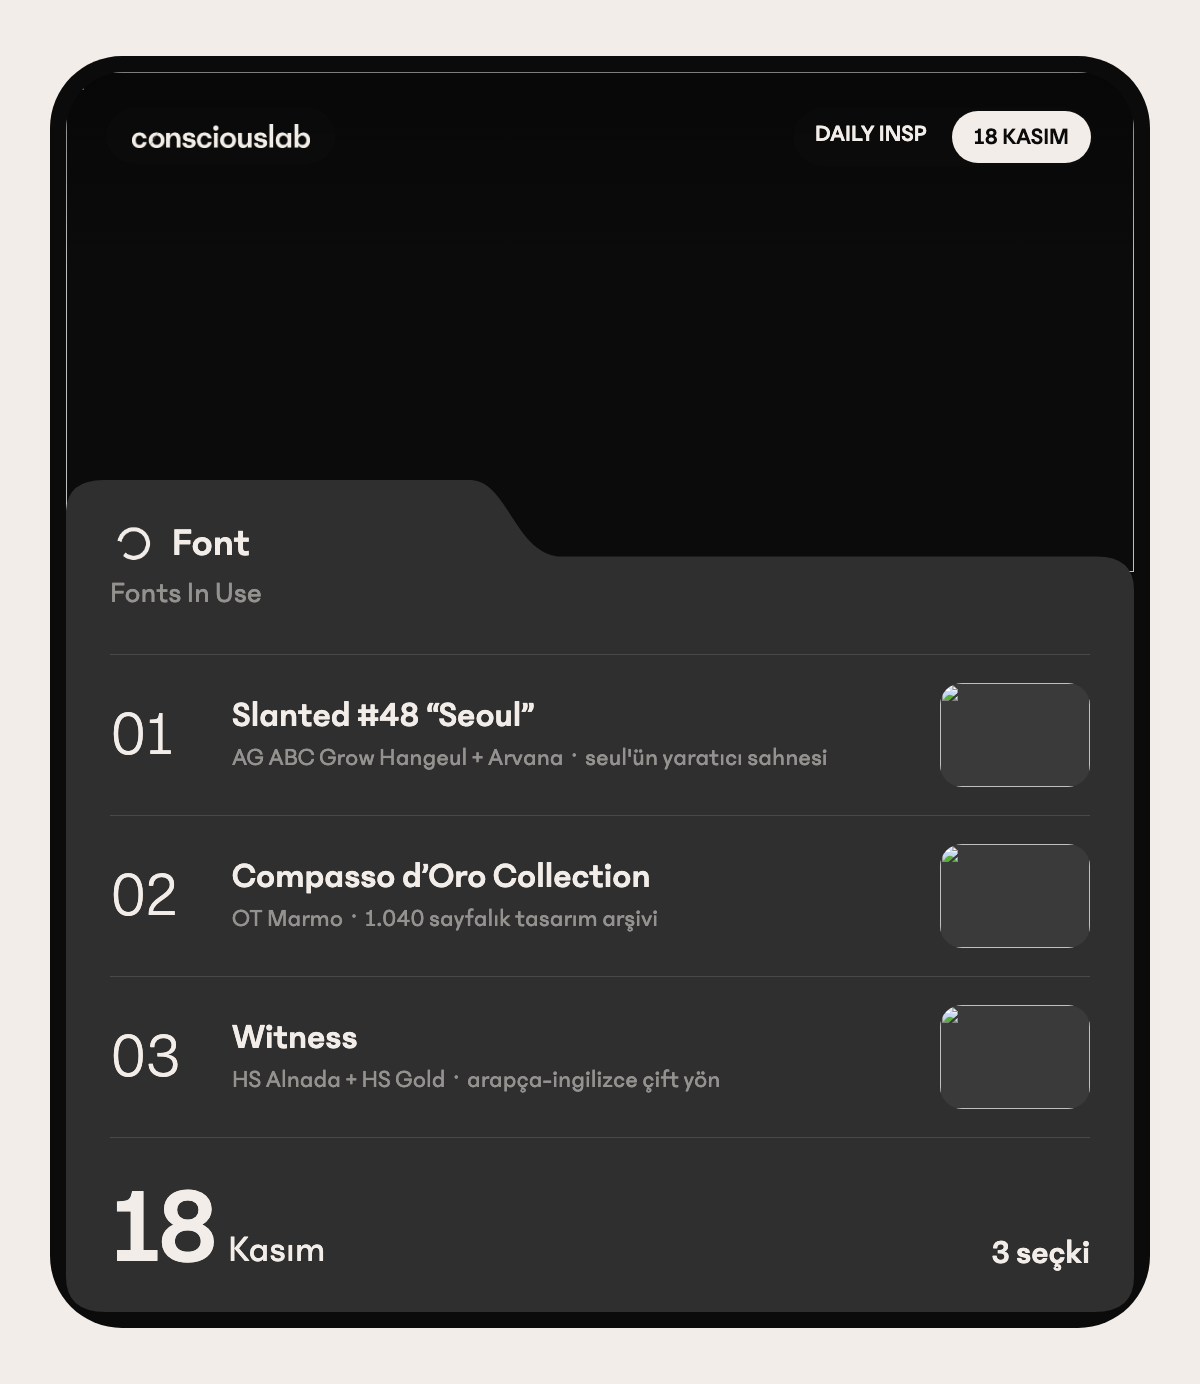 consciouslab
DAILY INSP
18 KASIM
Font
Fonts In Use
01
Slanted #48 “Seoul”
AG ABC Grow Hangeul + Arvana · seul'ün yaratıcı sahnesi
02
Compasso d’Oro Collection
OT Marmo · 1.040 sayfalık tasarım arşivi
03
Witness
HS Alnada + HS Gold · arapça-ingilizce çift yön
18 Kasım
3 seçki